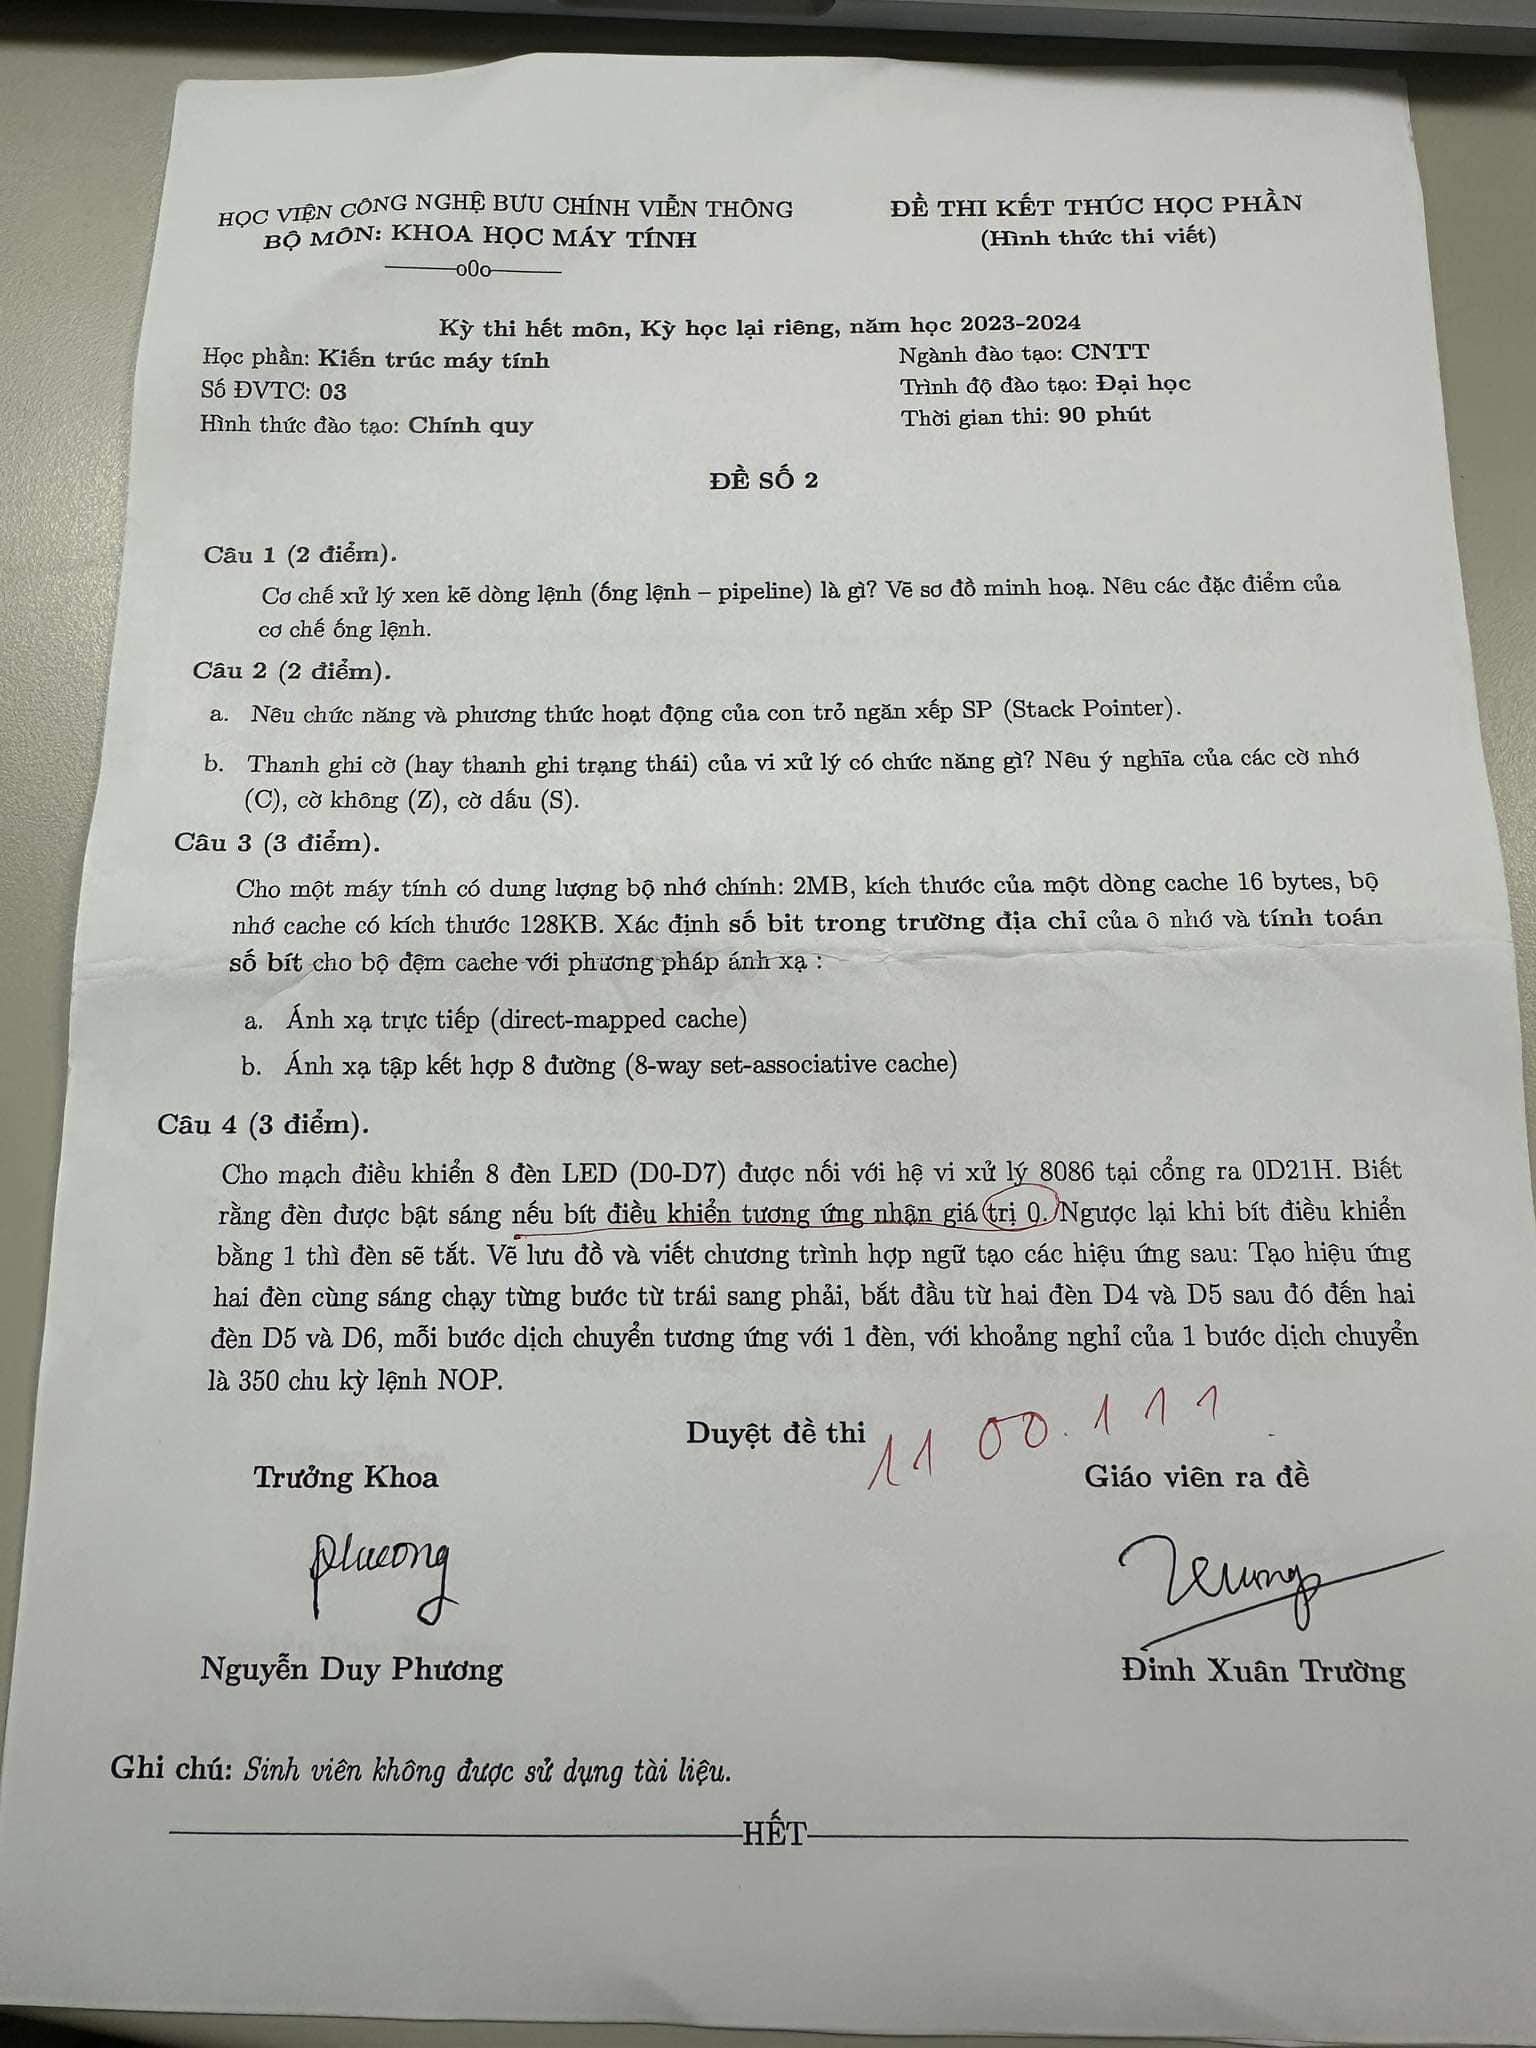 HỌC VIỆN CÔNG NGHỆ BƯU CHÍNH VIỄN THÔNG
BỘ MÔN: KHOA HỌC MÁY TÍNH
———o0o———
ĐỀ THI KẾT THÚC HỌC PHẦN
(Hình thức thi viết)
Kỳ thi hết môn, Kỳ học lại riêng, năm học 2023-2024
Học phần: Kiến trúc máy tính
Ngành đào tạo: CNTT
Số ĐVTC: 03
Trình độ đào tạo: Đại học
Hình thức đào tạo: Chính quy
Thời gian thi: 90 phút
ĐỀ SỐ 2
Câu 1 (2 điểm).
Cơ chế xử lý xen kẽ dòng lệnh (ống lệnh – pipeline) là gì? Vẽ sơ đồ minh hoạ. Nêu các đặc điểm của
cơ chế ống lệnh.
Câu 2 (2 điểm).
a. Nêu chức năng và phương thức hoạt động của con trỏ ngăn xếp SP (Stack Pointer).
b. Thanh ghi cờ (hay thanh ghi trạng thái) của vi xử lý có chức năng gì? Nêu ý nghĩa của các cờ nhớ
(C), cờ không (Z), cờ dấu (S).
Câu 3 (3 điểm).
Cho một máy tính có dung lượng bộ nhớ chính: 2MB, kích thước của một dòng cache 16 bytes, bộ
nhớ cache có kích thước 128KB. Xác định số bit trong trường địa chỉ của ô nhớ và tính toán
số bít cho bộ đệm cache với phương pháp ánh xạ :
a. Ánh xạ trực tiếp (direct-mapped cache)
b. Ánh xạ tập kết hợp 8 đường (8-way set-associative cache)
Câu 4 (3 điểm).
Cho mạch điều khiển 8 đèn LED (D0-D7) được nối với hệ vi xử lý 8086 tại cổng ra 0D21H. Biết
rằng đèn được bật sáng nếu bít điều khiển tương ứng nhận giá trị 0. Ngược lại khi bít điều khiển
bằng 1 thì đèn sẽ tắt. Vẽ lưu đồ và viết chương trình hợp ngữ tạo các hiệu ứng sau: Tạo hiệu ứng
hai đèn cùng sáng chạy từng bước từ trái sang phải, bắt đầu từ hai đèn D4 và D5 sau đó đến hai
đèn D5 và D6, mỗi bước dịch chuyển tương ứng với 1 đèn, với khoảng nghỉ của 1 bước dịch chuyển
là 350 chu kỳ lệnh NOP.
Duyệt đề thi
11 00.111
Trưởng Khoa
Giáo viên ra đề
Phương
Trường
Nguyễn Duy Phương
Đinh Xuân Trường
Ghi chú: Sinh viên không được sử dụng tài liệu.
HẾT